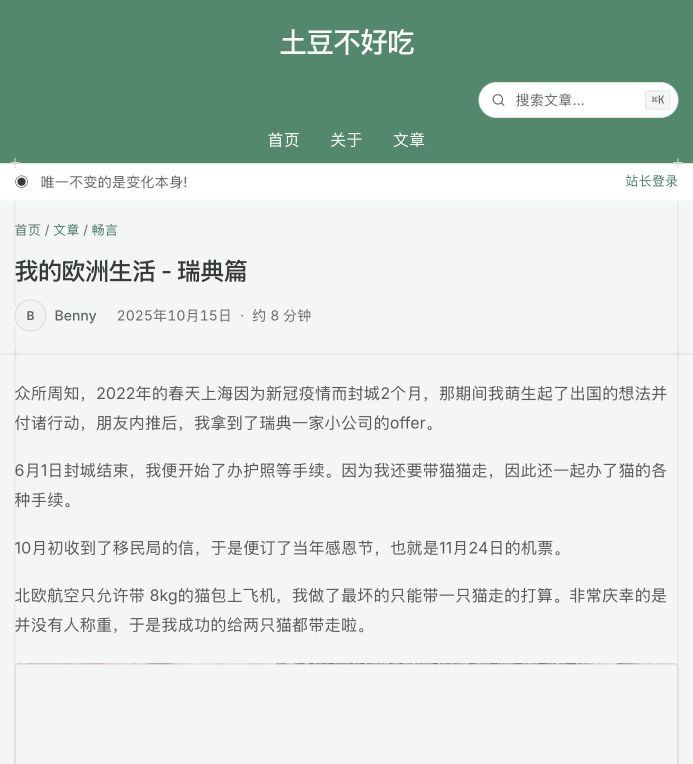 土豆不好吃
搜索文章... ⌘K
首页 关于 文章
唯一不变的是变化本身! 站长登录
首页 / 文章 / 畅言
我的欧洲生活 - 瑞典篇
B Benny 2025年10月15日 · 约 8 分钟
众所周知，2022年的春天上海因为新冠疫情而封城2个月，那期间我萌生起了出国的想法并
付诸行动，朋友内推后，我拿到了瑞典一家小公司的offer。
6月1日封城结束，我便开始了办护照等手续。因为我还要带猫猫走，因此还一起办了猫的各
种手续。
10月初收到了移民局的信，于是便订了当年感恩节，也就是11月24日的机票。
北欧航空只允许带 8kg的猫包上飞机，我做了最坏的只能带一只猫走的打算。非常庆幸的是
并没有人称重，于是我成功的给两只猫都带走啦。